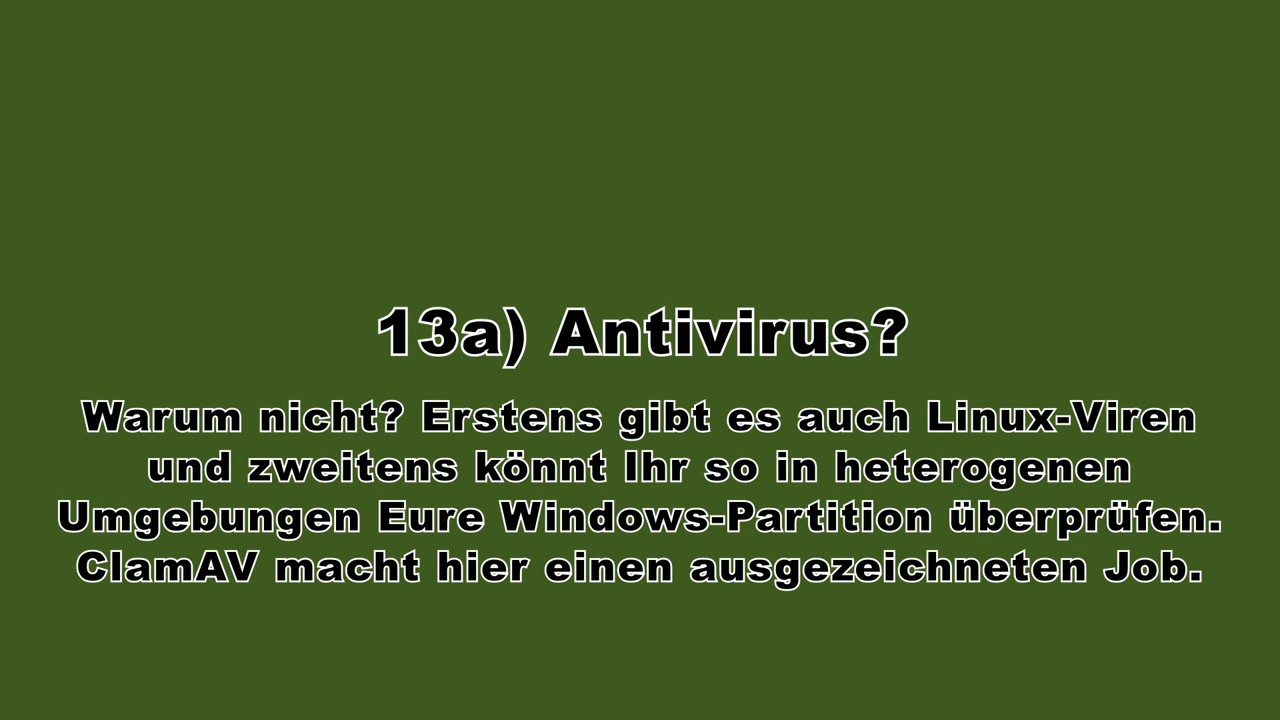 13a) Antivirus?
Warum nicht? Erstens gibt es auch Linux-Viren
und zweitens könnt Ihr so in heterogenen
Umgebungen Eure Windows-Partition überprüfen.
ClamAV macht hier einen ausgezeichneten Job.